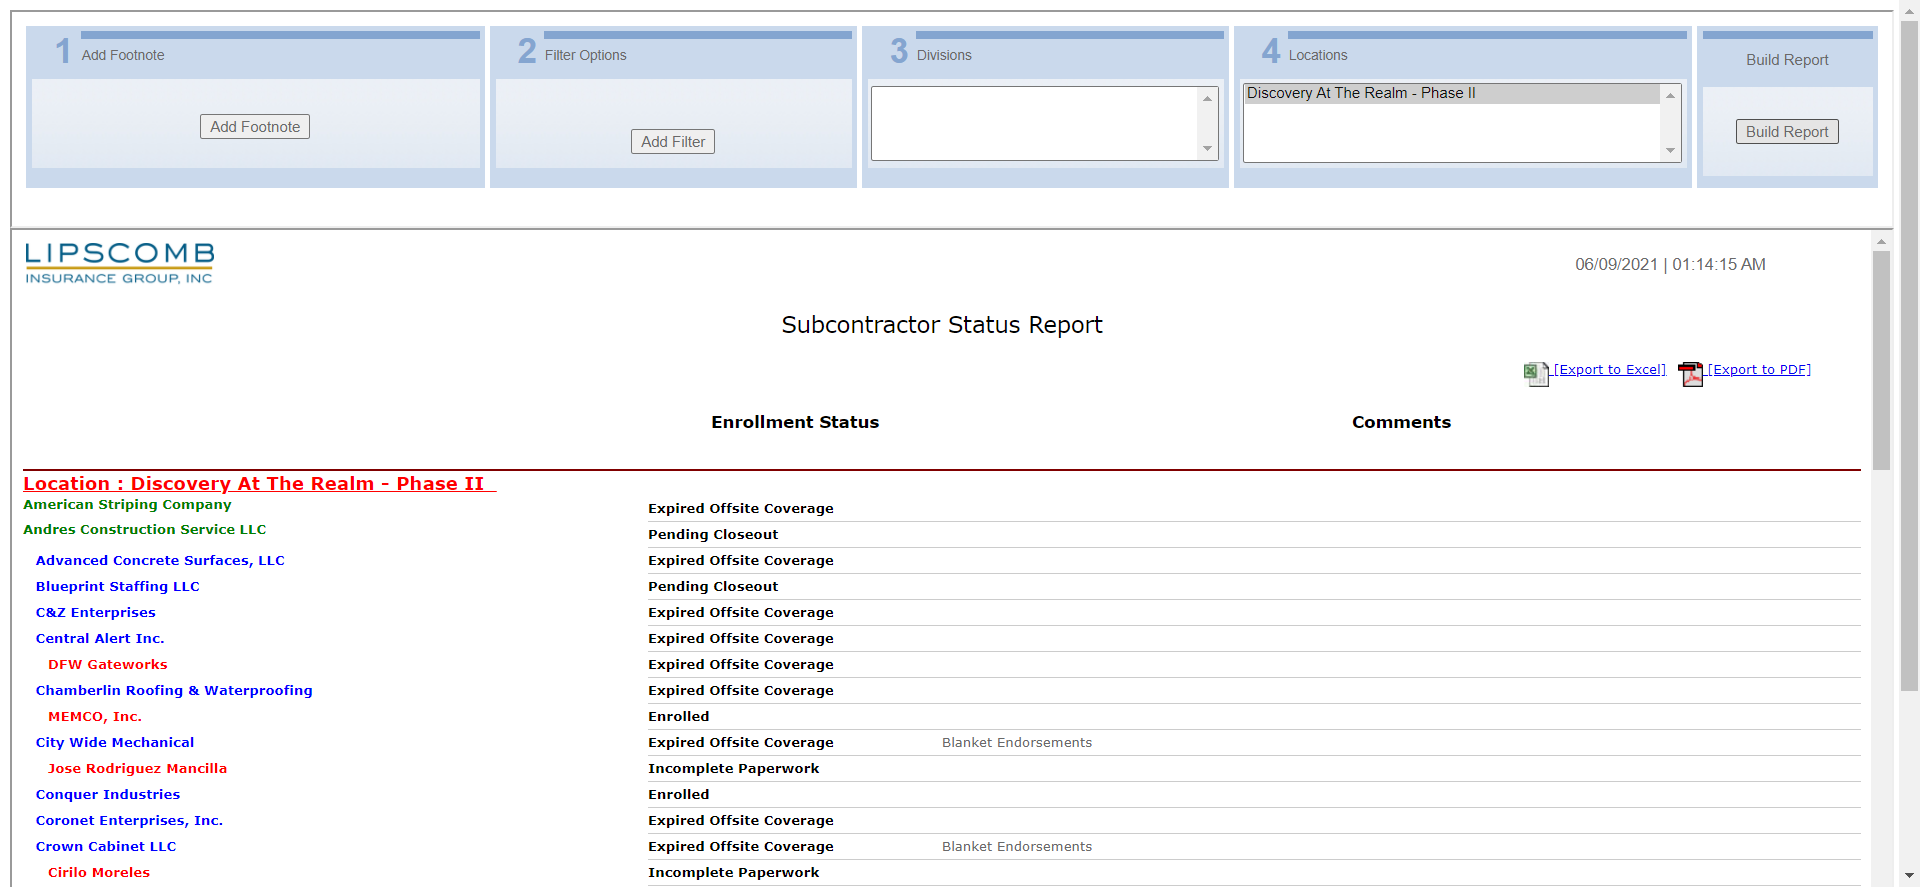 1 Add Footnote
Add Footnote
2 Filter Options
Add Filter
3 Divisions
4 Locations
Discovery At The Realm - Phase II
Build Report
Build Report
LIPSCOMB
INSURANCE GROUP, INC
06/09/2021 | 01:14:15 AM
Subcontractor Status Report
[Export to Excel] [Export to PDF]
Enrollment Status Comments
Location : Discovery At The Realm - Phase II
American Striping Company Expired Offsite Coverage
Andres Construction Service LLC Pending Closeout
Advanced Concrete Surfaces, LLC Expired Offsite Coverage
Blueprint Staffing LLC Pending Closeout
C&Z Enterprises Expired Offsite Coverage
Central Alert Inc. Expired Offsite Coverage
DFW Gateworks Expired Offsite Coverage
Chamberlin Roofing & Waterproofing Expired Offsite Coverage
MEMCO, Inc. Enrolled
City Wide Mechanical Expired Offsite Coverage Blanket Endorsements
Jose Rodriguez Mancilla Incomplete Paperwork
Conquer Industries Enrolled
Coronet Enterprises, Inc. Expired Offsite Coverage
Crown Cabinet LLC Expired Offsite Coverage Blanket Endorsements
Cirilo Moreles Incomplete Paperwork